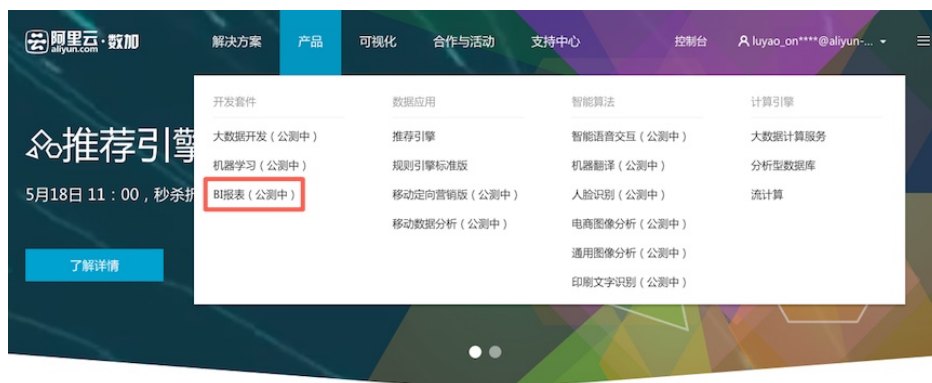 阿里云·数加
aliyun.com
解决方案 产品 可视化 合作与活动 支持中心 控制台 luyao_on****@aliyun-...
开发套件 数据应用 智能算法 计算引擎
大数据开发（公测中） 推荐引擎 智能语音交互（公测中） 大数据计算服务
机器学习（公测中） 规则引擎标准版 机器翻译（公测中） 分析型数据库
BI报表（公测中） 移动定向营销版（公测中） 人脸识别（公测中） 流计算
移动数据分析（公测中） 电商图像分析（公测中）
通用图像分析（公测中）
印刷文字识别（公测中）
推荐引擎
5月18日 11：00，秒杀折
了解详情